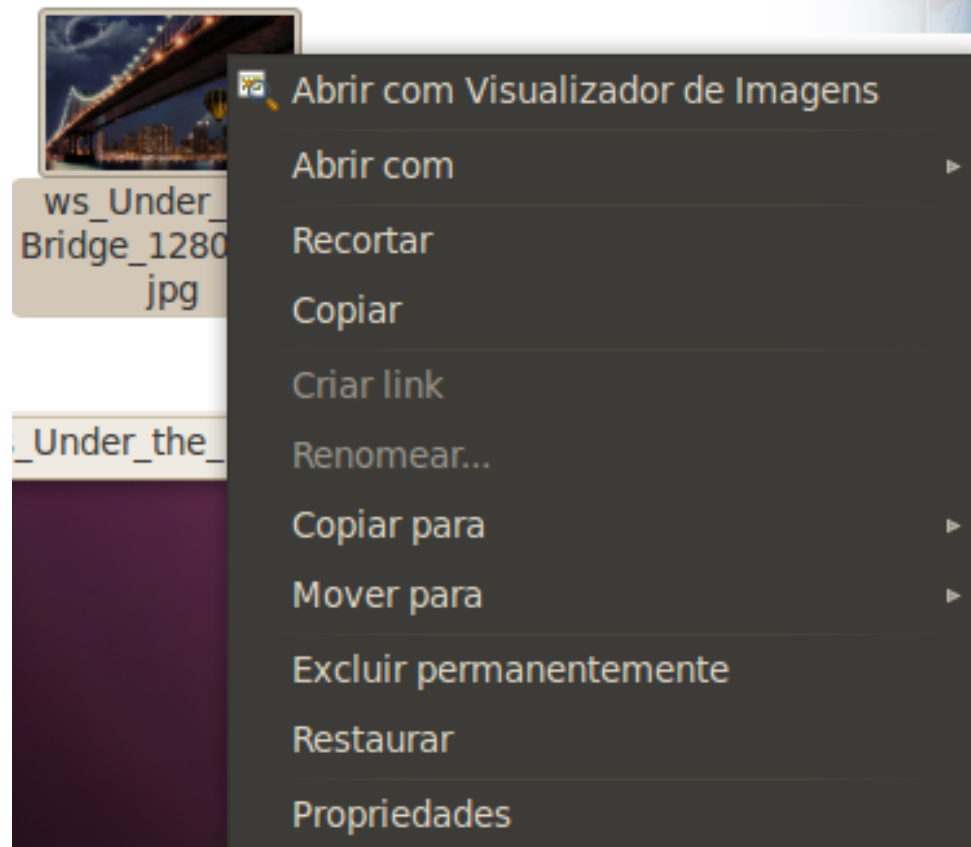 ws_Under_
Bridge_1280
jpg
_Under_the_
Abrir com Visualizador de Imagens
Abrir com
Recortar
Copiar
Criar link
Renomear...
Copiar para
Mover para
Excluir permanentemente
Restaurar
Propriedades